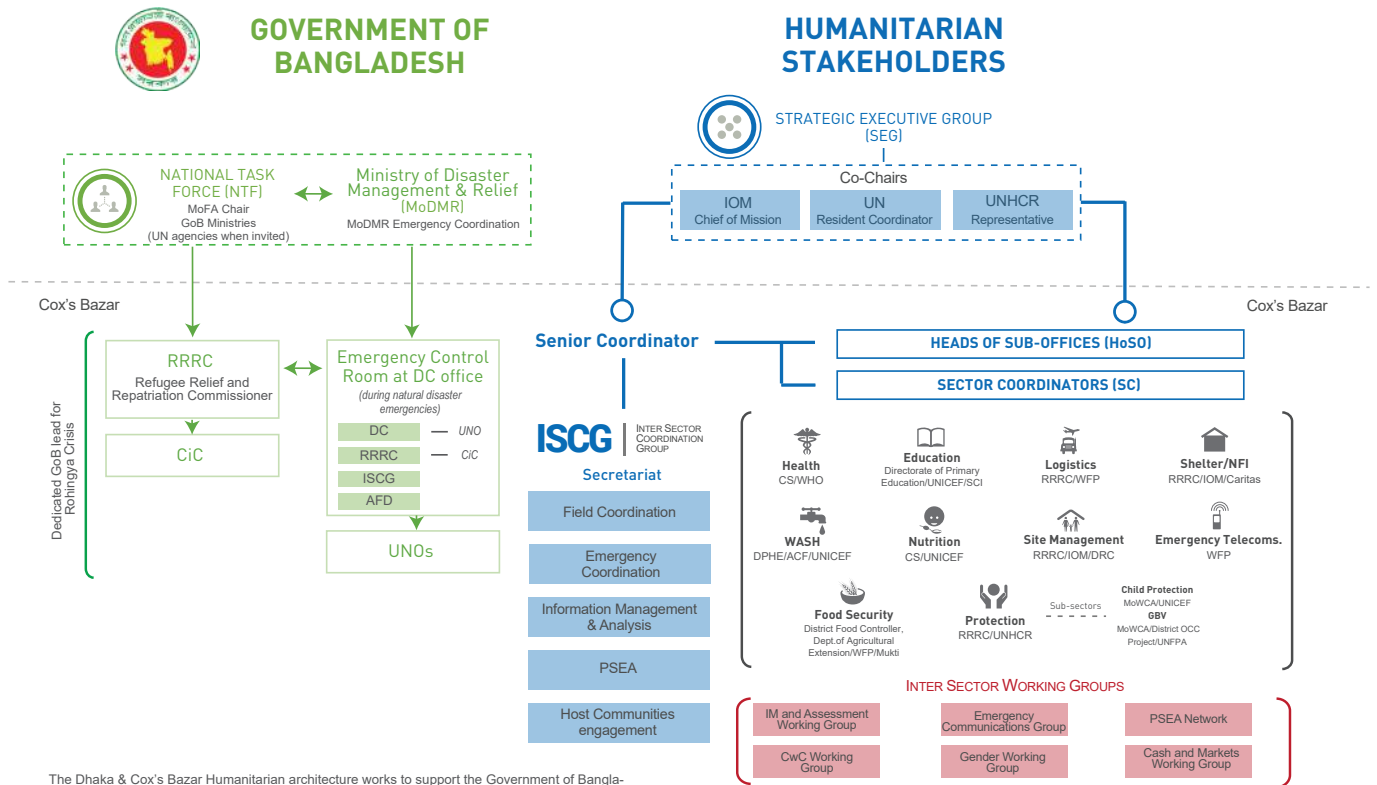 GOVERNMENT OF
BANGLADESH
HUMANITARIAN
STAKEHOLDERS
STRATEGIC EXECUTIVE GROUP
(SEG)
Co-Chairs
IOM
Chief of Mission
UN
Resident Coordinator
UNHCR
Representative
NATIONAL TASK
FORCE (NTF)
MoFA Chair
GoB Ministries
(UN agencies when invited)
Ministry of Disaster
Management & Relief
(MoDMR)
MoDMR Emergency Coordination
Cox's Bazar
Cox's Bazar
Dedicated GoB lead for
Rohingya Crisis
RRRC
Refugee Relief and
Repatriation Commissioner
CiC
Emergency Control
Room at DC office
(during natural disaster
emergencies)
DC
UNO
RRRC
CiC
ISCG
AFD
UNOs
Senior Coordinator
HEADS OF SUB-OFFICES (HoSO)
SECTOR COORDINATORS (SC)
ISCG
INTER SECTOR
COORDINATION
GROUP
Secretariat
Field Coordination
Emergency
Coordination
Information Management
& Analysis
PSEA
Host Communities
engagement
Health
CS/WHO
Education
Directorate of Primary
Education/UNICEF/SCI
Logistics
RRRC/WFP
Shelter/NFI
RRRC/IOM/Caritas
WASH
DPHE/ACF/UNICEF
Nutrition
CS/UNICEF
Site Management
RRRC/IOM/DRC
Emergency Telecoms.
WFP
Food Security
District Food Controller,
Dept.of Agricultural
Extension/WFP/Mukti
Protection
RRRC/UNHCR
Sub-sectors
Child Protection
MoWCA/UNICEF
GBV
MoWCA/District OCC
Project/UNFPA
INTER SECTOR WORKING GROUPS
IM and Assessment
Working Group
Emergency
Communications Group
PSEA Network
CwC Working
Group
Gender Working
Group
Cash and Markets
Working Group
The Dhaka & Cox's Bazar Humanitarian architecture works to support the Government of Bangla-